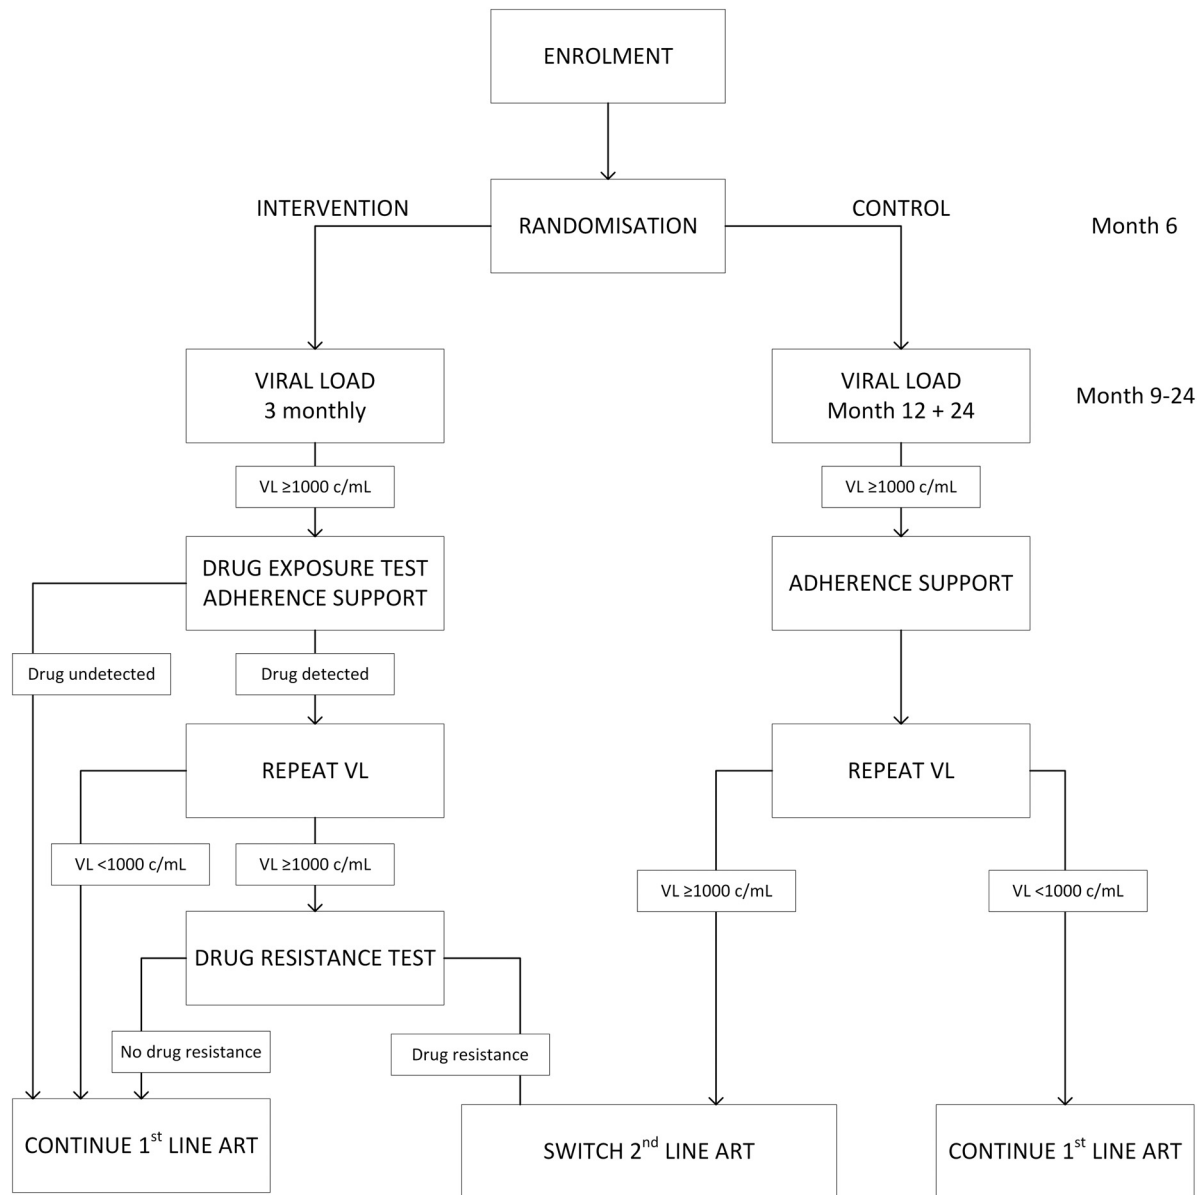 ENROLMENT
INTERVENTION
RANDOMISATION
CONTROL
Month 6
VIRAL LOAD
3 monthly
VIRAL LOAD
Month 12 + 24
Month 9-24
VL ≥1000 c/mL
VL ≥1000 c/mL
DRUG EXPOSURE TEST
ADHERENCE SUPPORT
ADHERENCE SUPPORT
Drug undetected
Drug detected
REPEAT VL
REPEAT VL
VL <1000 c/mL
VL ≥1000 c/mL
VL ≥1000 c/mL
VL <1000 c/mL
DRUG RESISTANCE TEST
No drug resistance
Drug resistance
CONTINUE 1st LINE ART
SWITCH 2nd LINE ART
CONTINUE 1st LINE ART